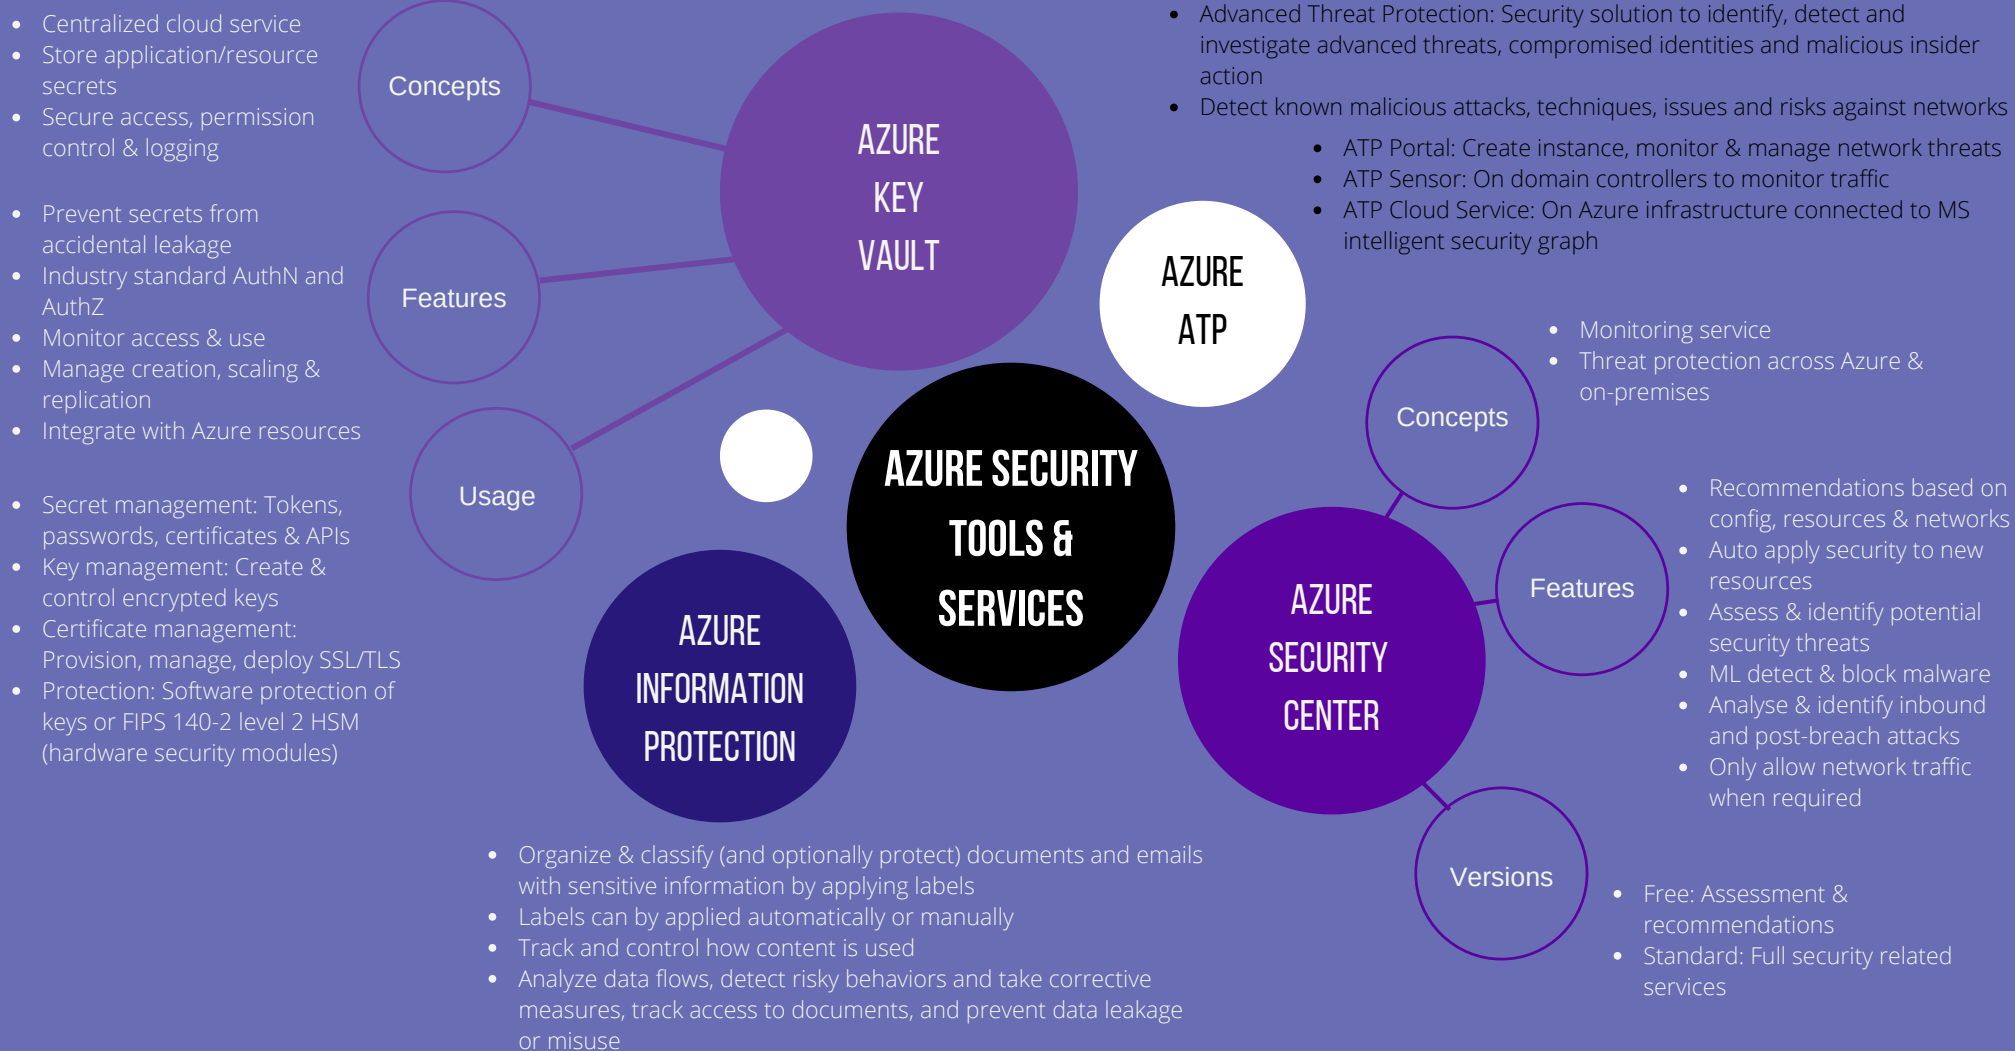 • Centralized cloud service
• Store application/resource
secrets
• Secure access, permission
control & logging
Concepts
• Prevent secrets from
accidental leakage
• Industry standard AuthN and
AuthZ
• Monitor access & use
• Manage creation, scaling &
replication
• Integrate with Azure resources
Features
• Secret management: Tokens,
passwords, certificates & APIs
• Key management: Create &
control encrypted keys
• Certificate management:
Provision, manage, deploy SSL/TLS
• Protection: Software protection of
keys or FIPS 140-2 level 2 HSM
(hardware security modules)
Usage
AZURE
KEY
VAULT
• Advanced Threat Protection: Security solution to identify, detect and
investigate advanced threats, compromised identities and malicious insider
action
• Detect known malicious attacks, techniques, issues and risks against networks
• ATP Portal: Create instance, monitor & manage network threats
• ATP Sensor: On domain controllers to monitor traffic
• ATP Cloud Service: On Azure infrastructure connected to MS
intelligent security graph
AZURE
ATP
AZURE SECURITY
TOOLS &
SERVICES
AZURE
INFORMATION
PROTECTION
• Organize & classify (and optionally protect) documents and emails
with sensitive information by applying labels
• Labels can by applied automatically or manually
• Track and control how content is used
• Analyze data flows, detect risky behaviors and take corrective
measures, track access to documents, and prevent data leakage
or misuse
AZURE
SECURITY
CENTER
Concepts
• Monitoring service
• Threat protection across Azure &
on-premises
Features
• Recommendations based on
config, resources & networks
• Auto apply security to new
resources
• Assess & identify potential
security threats
• ML detect & block malware
• Analyse & identify inbound
and post-breach attacks
• Only allow network traffic
when required
Versions
• Free: Assessment &
recommendations
• Standard: Full security related
services